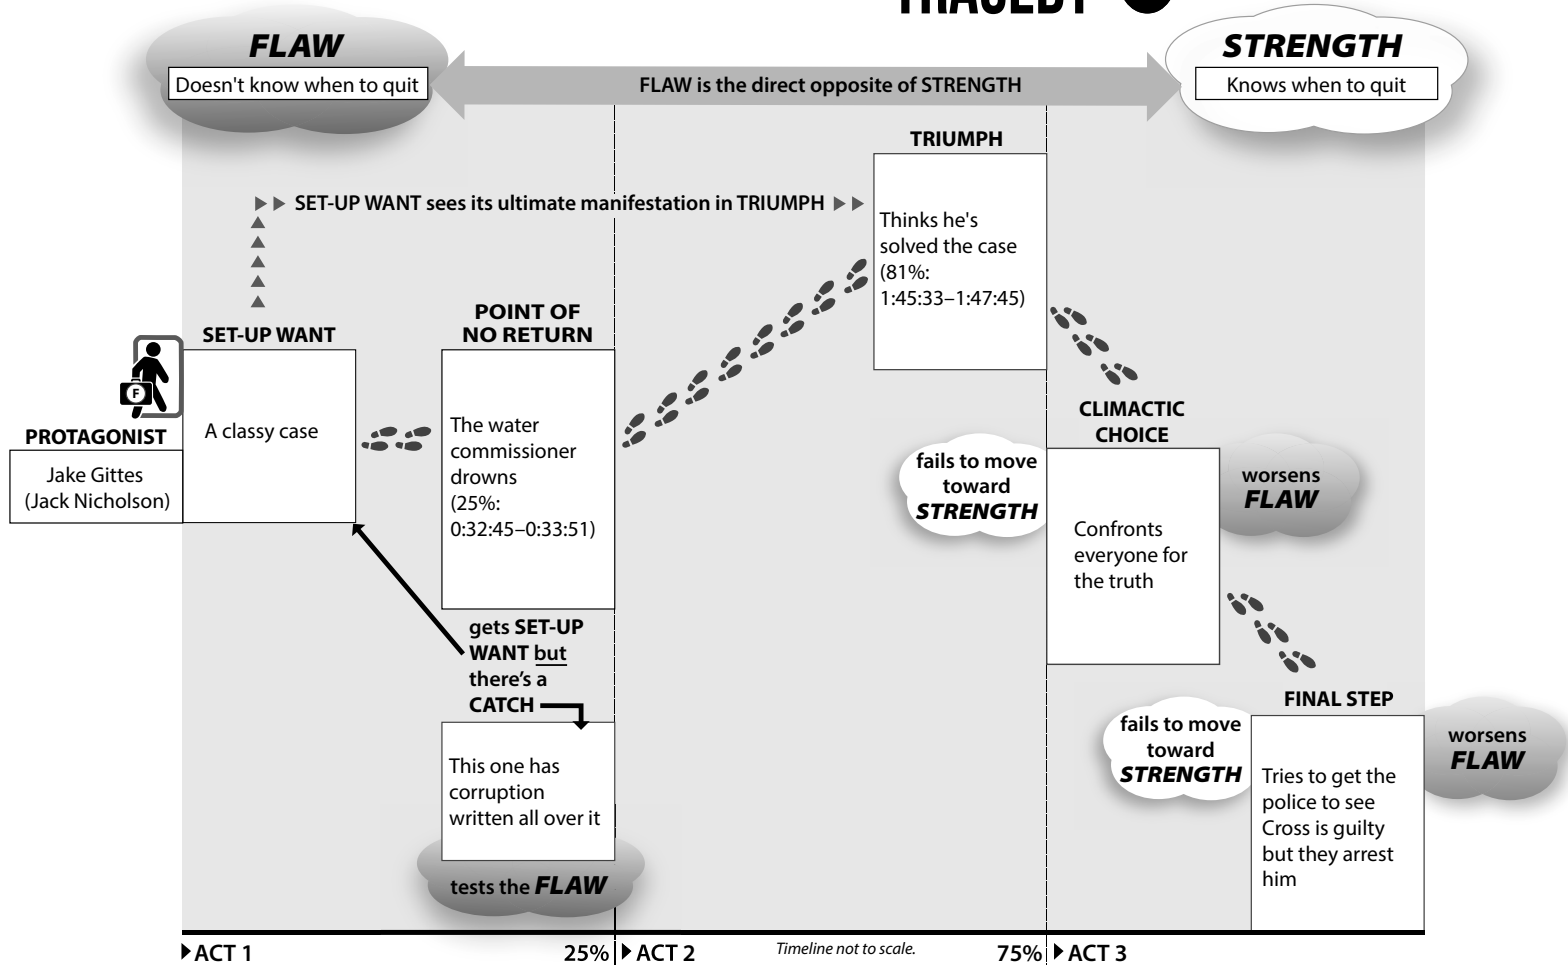 TRAGEDY
FLAW
Doesn't know when to quit
FLAW is the direct opposite of STRENGTH
STRENGTH
Knows when to quit
TRIUMPH
SET-UP WANT sees its ultimate manifestation in TRIUMPH
Thinks he's
solved the case
(81%:
1:45:33–1:47:45)
SET-UP WANT
A classy case
POINT OF
NO RETURN
The water
commissioner
drowns
(25%:
0:32:45–0:33:51)
F
PROTAGONIST
Jake Gittes
(Jack Nicholson)
gets SET-UP
WANT but
there's a
CATCH
This one has
corruption
written all over it
tests the FLAW
CLIMACTIC
CHOICE
fails to move
toward
STRENGTH
Confronts
everyone for
the truth
worsens
FLAW
FINAL STEP
fails to move
toward
STRENGTH
Tries to get the
police to see
Cross is guilty
but they arrest
him
worsens
FLAW
ACT 1
25%
ACT 2
Timeline not to scale.
75%
ACT 3